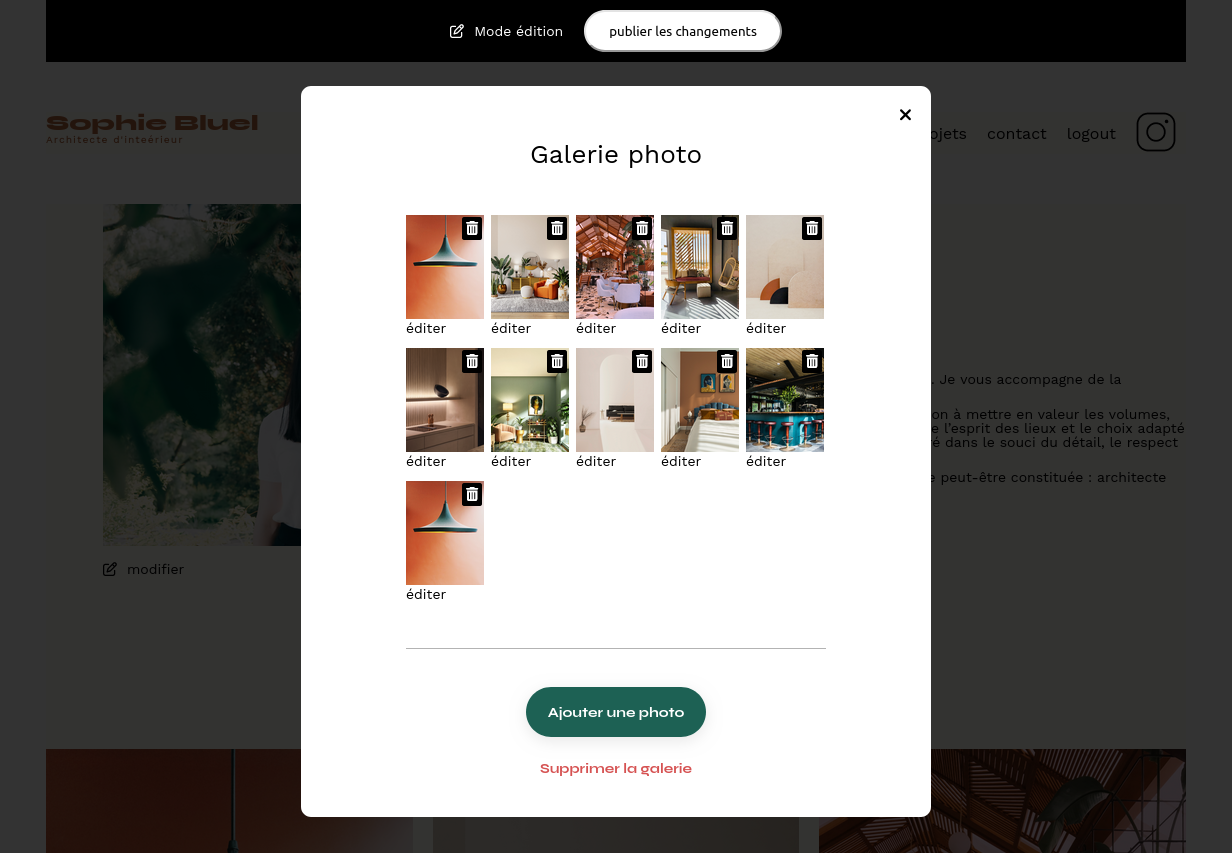 Mode édition
publier les changements
Sophie Bluel
Architecte d'Inteérieur
ojets
contact
logout
Galerie photo
éditer
éditer
éditer
éditer
éditer
éditer
éditer
éditer
éditer
éditer
éditer
. Je vous accompagne de la
on à mettre en valeur les volumes,
e l'esprit des lieux et le choix adapté
é dans le souci du détail, le respect
e peut-être constituée : architecte
modifier
Ajouter une photo
Supprimer la galerie